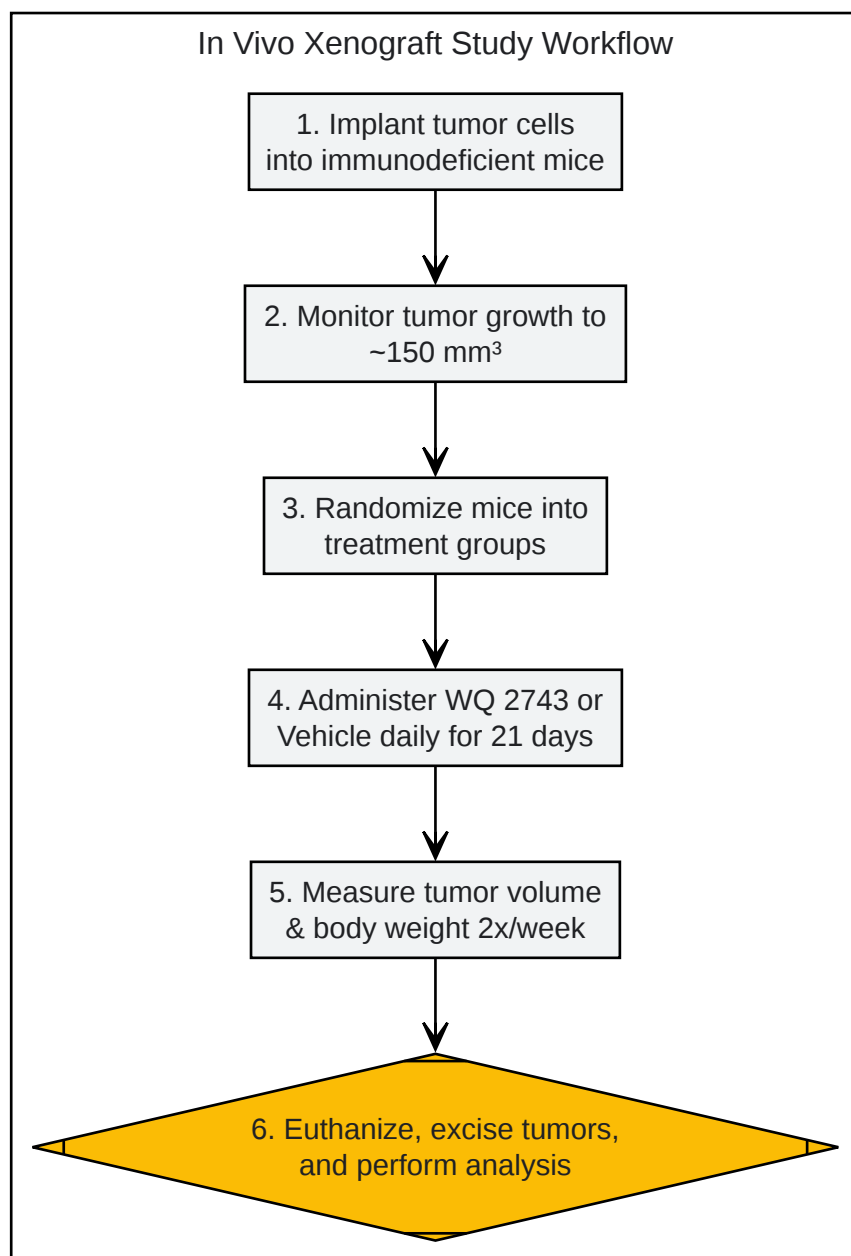 In Vivo Xenograft Study Workflow
1. Implant tumor cells
into immunodeficient mice
2. Monitor tumor growth to
~150 mm³
3. Randomize mice into
treatment groups
4. Administer WQ 2743 or
Vehicle daily for 21 days
5. Measure tumor volume
& body weight 2x/week
6. Euthanize, excise tumors,
and perform analysis